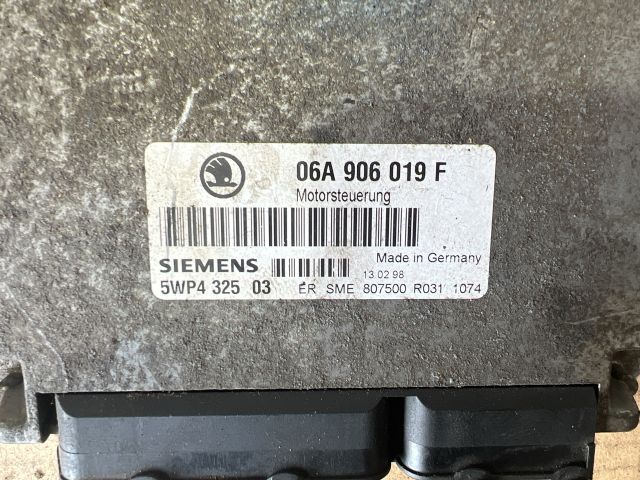 06A 906 019 F
Motorsteuerung
Made in Germany
SIEMENS 13 02 98
5WP4 325 03 ER SME 807500 R031 1074